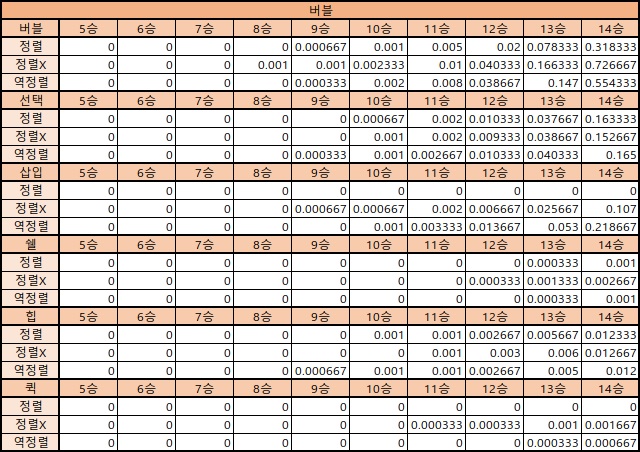 버블
버블 5승 6승 7승 8승 9승 10승 11승 12승 13승 14승
정렬 0 0 0 0 0.000667 0.001 0.005 0.02 0.078333 0.318333
정렬X 0 0 0 0.001 0.001 0.002333 0.01 0.040333 0.166333 0.726667
역정렬 0 0 0 0 0.000333 0.002 0.008 0.038667 0.147 0.554333
선택 5승 6승 7승 8승 9승 10승 11승 12승 13승 14승
정렬 0 0 0 0 0 0.000667 0.002 0.010333 0.037667 0.163333
정렬X 0 0 0 0 0 0.001 0.002 0.009333 0.038667 0.152667
역정렬 0 0 0 0 0.000333 0.001 0.002667 0.010333 0.040333 0.165
삽입 5승 6승 7승 8승 9승 10승 11승 12승 13승 14승
정렬 0 0 0 0 0 0 0 0 0 0
정렬X 0 0 0 0 0.000667 0.000667 0.002 0.006667 0.025667 0.107
역정렬 0 0 0 0 0 0.001 0.003333 0.013667 0.053 0.218667
쉘 5승 6승 7승 8승 9승 10승 11승 12승 13승 14승
정렬 0 0 0 0 0 0 0 0 0.000333 0.001
정렬X 0 0 0 0 0 0 0 0.000333 0.001333 0.002667
역정렬 0 0 0 0 0 0 0 0 0.000333 0.001
힙 5승 6승 7승 8승 9승 10승 11승 12승 13승 14승
정렬 0 0 0 0 0 0.001 0.001 0.002667 0.005667 0.012333
정렬X 0 0 0 0 0 0 0.001 0.003 0.006 0.012667
역정렬 0 0 0 0 0.000667 0.001 0.001 0.002667 0.005 0.012
퀵 5승 6승 7승 8승 9승 10승 11승 12승 13승 14승
정렬 0 0 0 0 0 0 0 0 0 0
정렬X 0 0 0 0 0 0 0.000333 0.000333 0.001 0.001667
역정렬 0 0 0 0 0 0 0 0 0.000333 0.000667